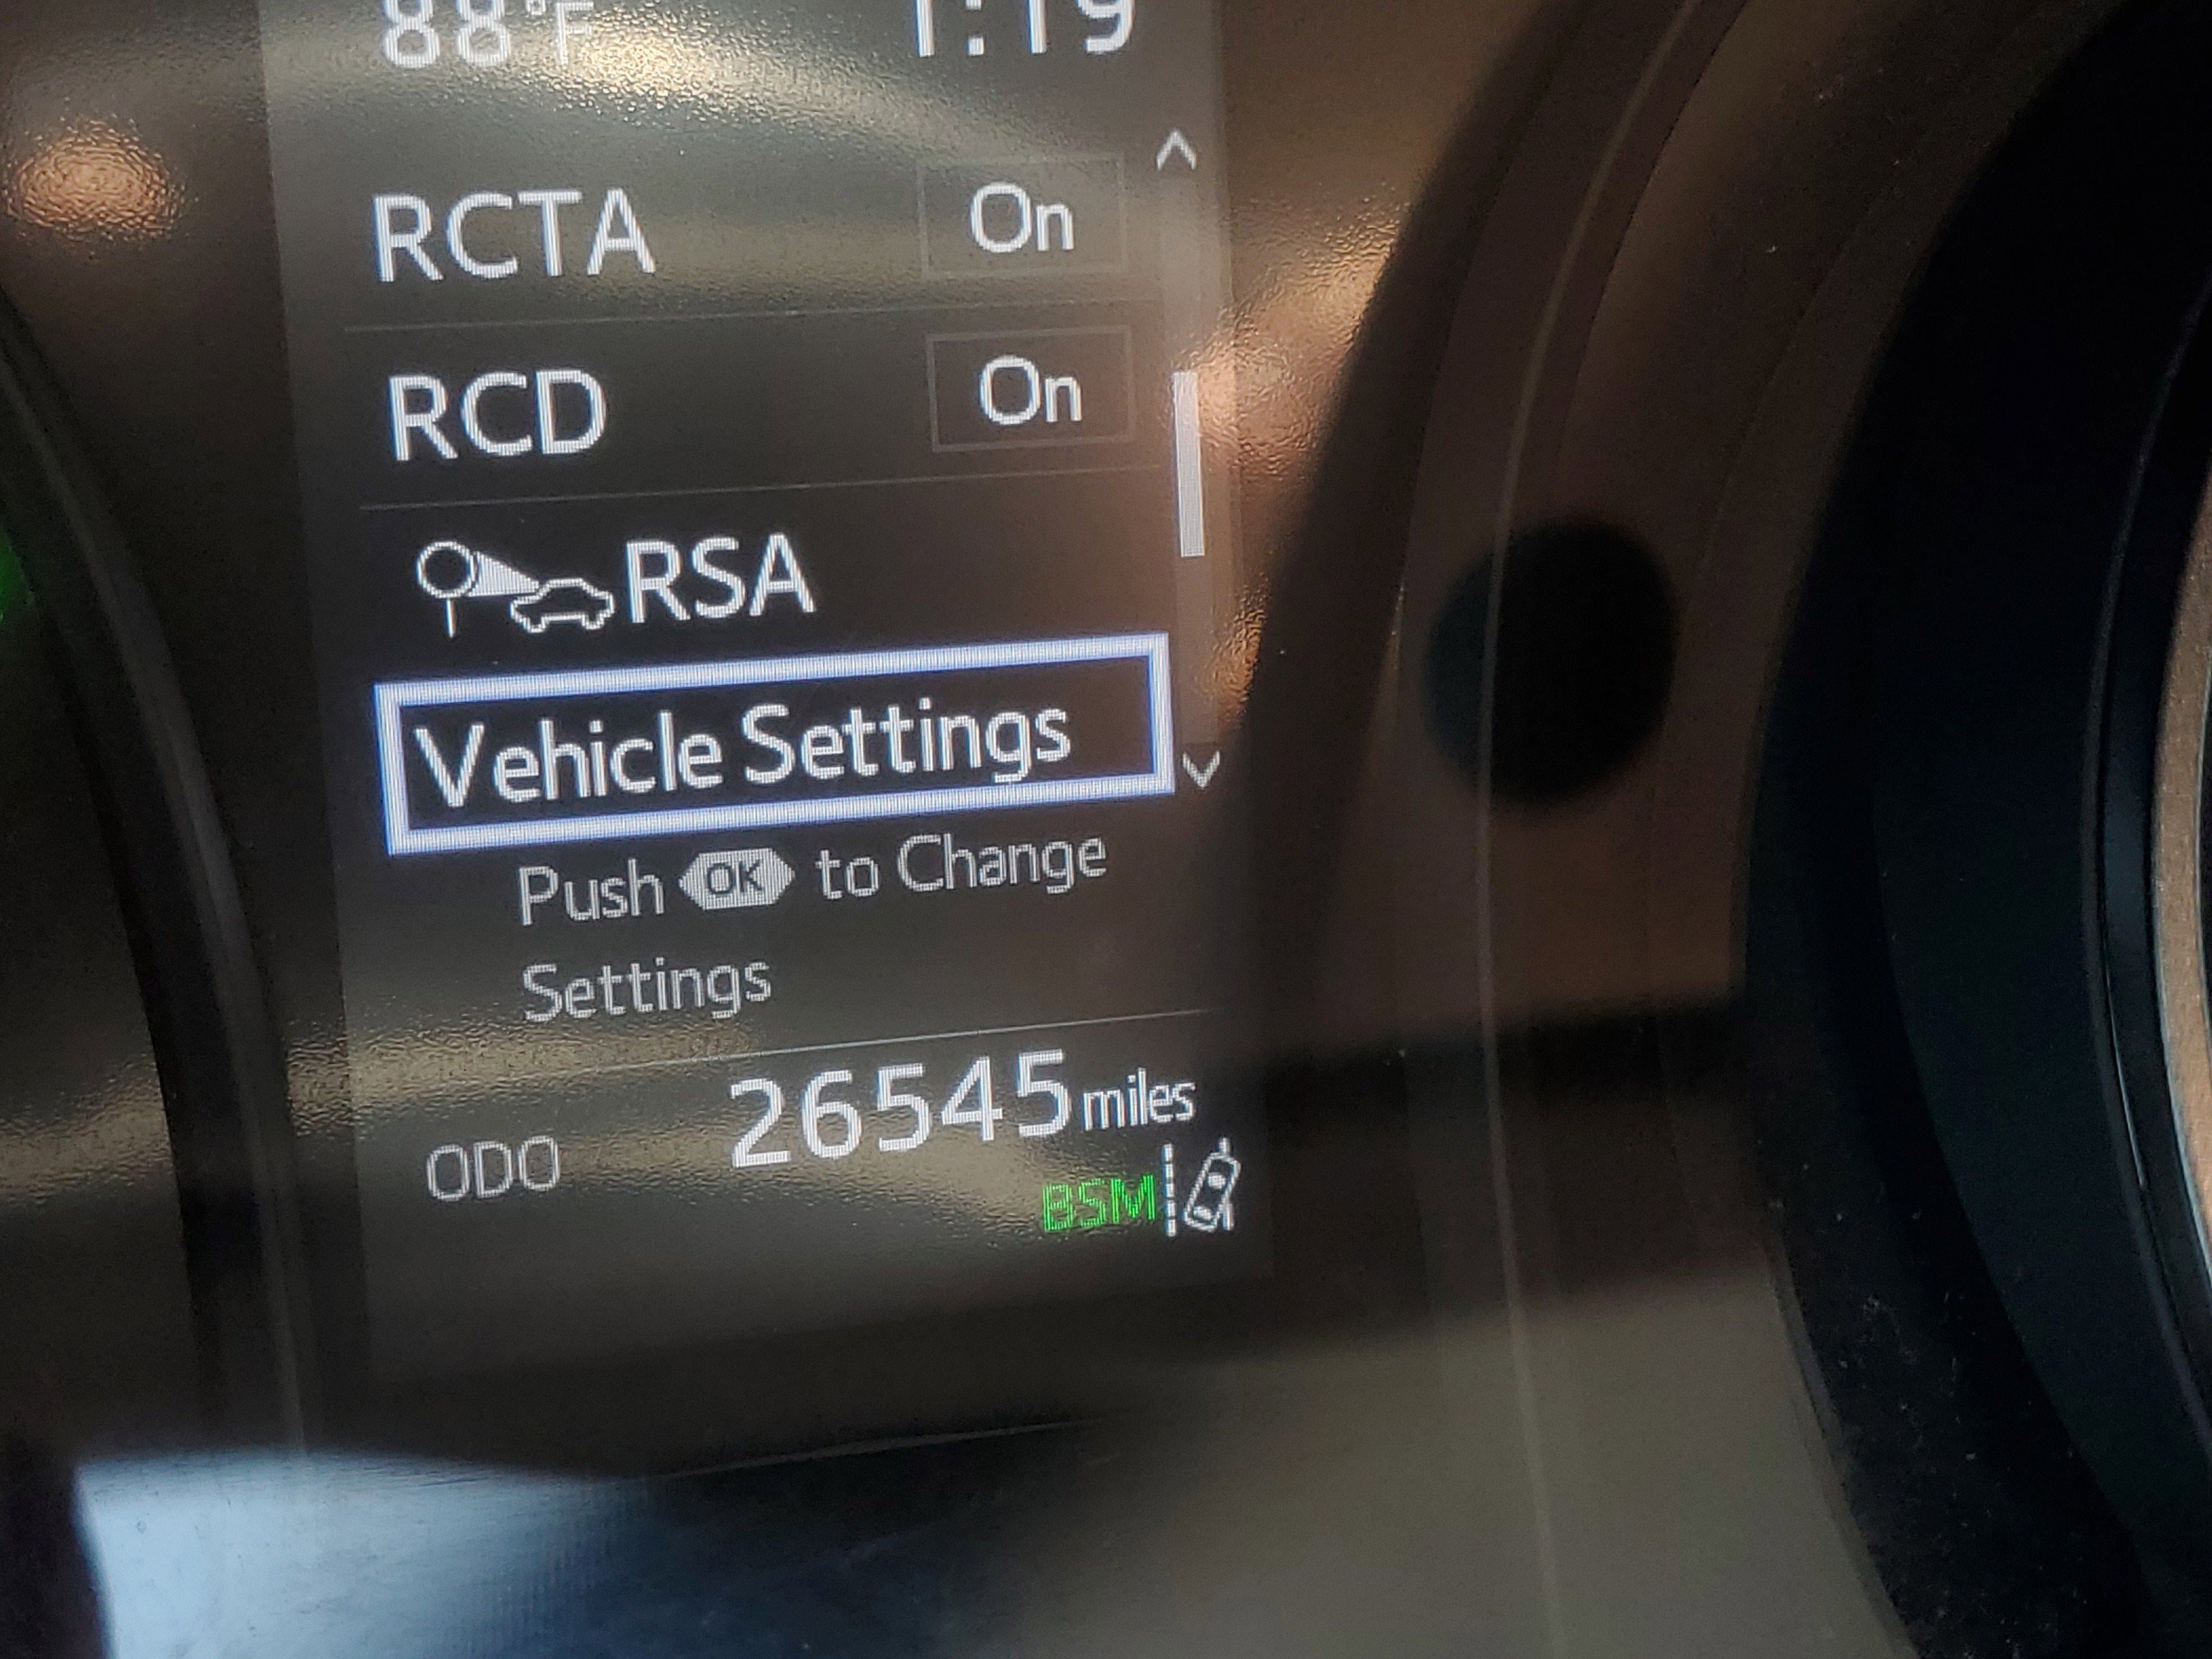 88°F 1:19
RCTA On
RCD On
RSA
Vehicle Settings
Push OK to Change
Settings
ODO 26545 miles
BSM